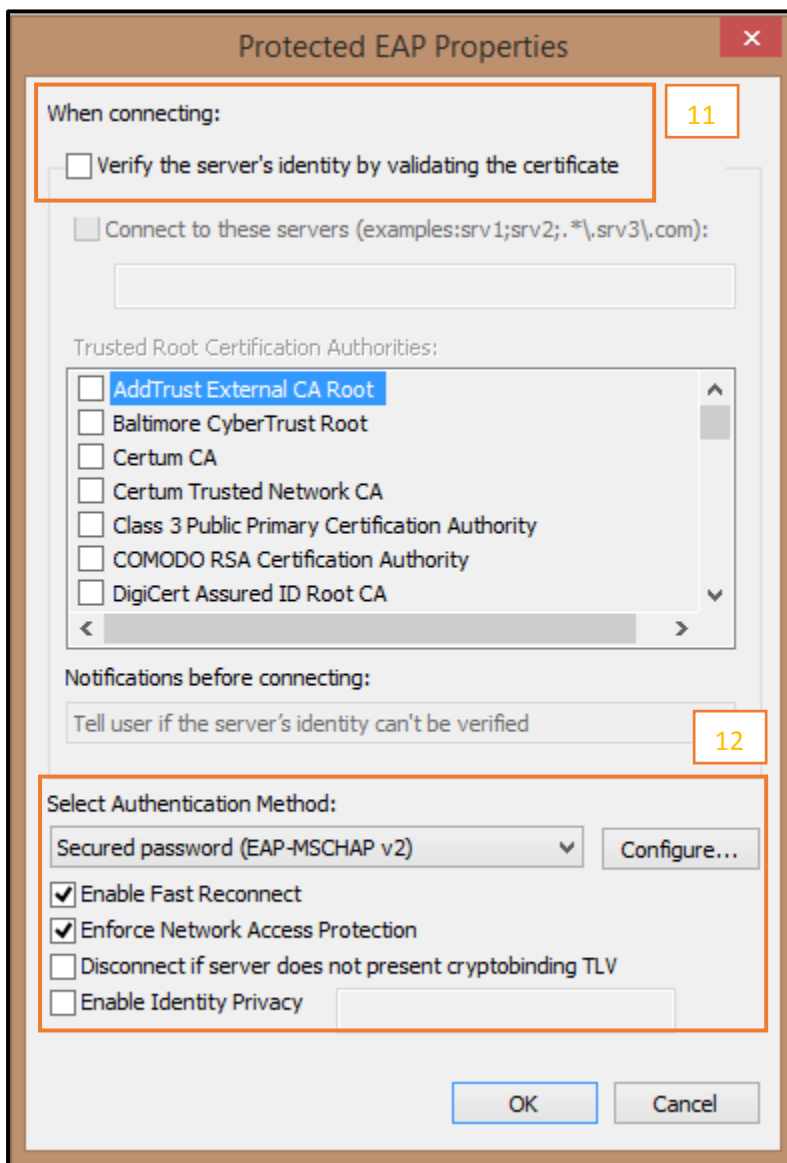 Protected EAP Properties
When connecting:
11
Verify the server's identity by validating the certificate
Connect to these servers (examples:srv1;srv2;.*\.srv3\.com):
Trusted Root Certification Authorities:
AddTrust External CA Root
Baltimore CyberTrust Root
Certum CA
Certum Trusted Network CA
Class 3 Public Primary Certification Authority
COMODO RSA Certification Authority
DigiCert Assured ID Root CA
Notifications before connecting:
Tell user if the server's identity can't be verified
12
Select Authentication Method:
Secured password (EAP-MSCHAP v2)
Configure...
Enable Fast Reconnect
Enforce Network Access Protection
Disconnect if server does not present cryptobinding TLV
Enable Identity Privacy
OK
Cancel